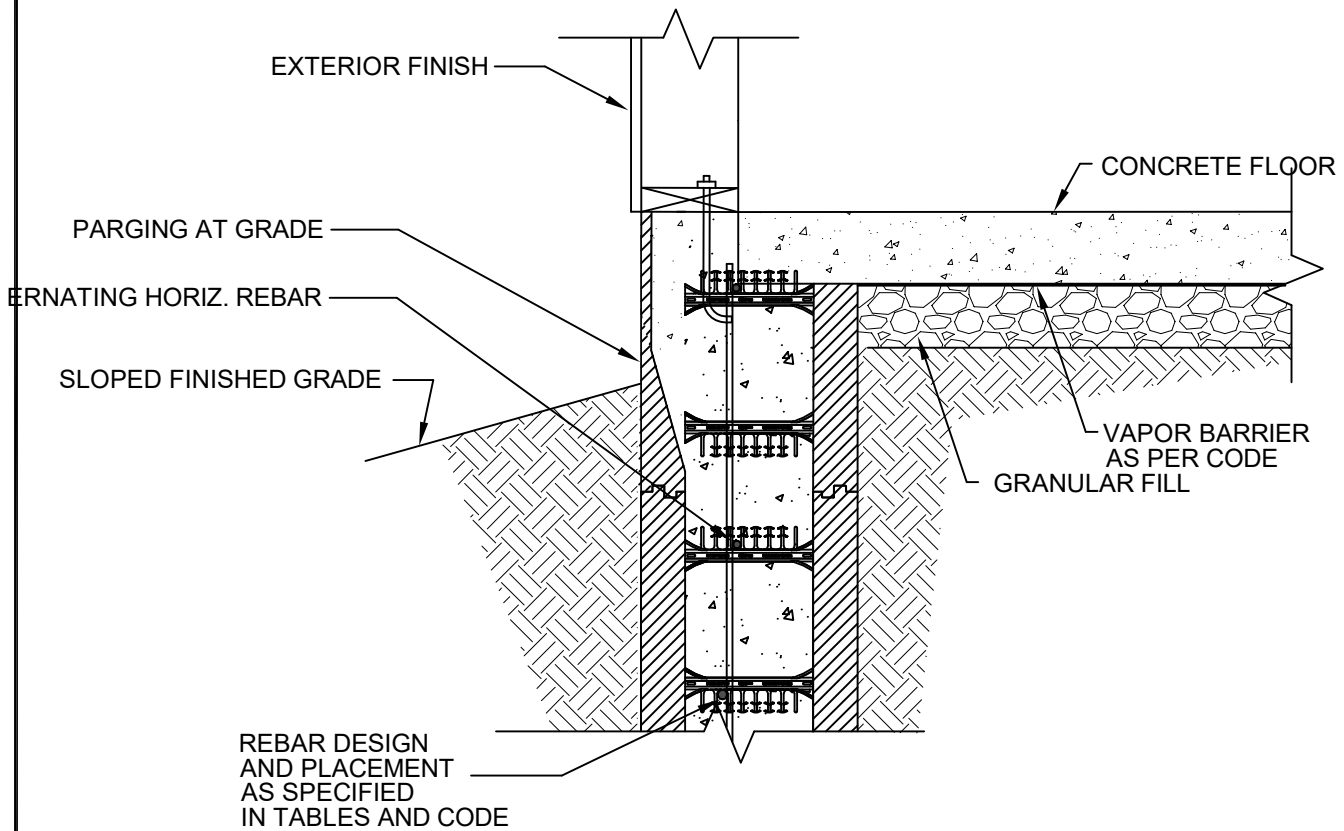 EXTERIOR FINISH
CONCRETE FLOOR
PARGING AT GRADE
ERNATING HORIZ. REBAR
SLOPED FINISHED GRADE
VAPOR BARRIER
AS PER CODE
GRANULAR FILL
REBAR DESIGN
AND PLACEMENT
AS SPECIFIED
IN TABLES AND CODE